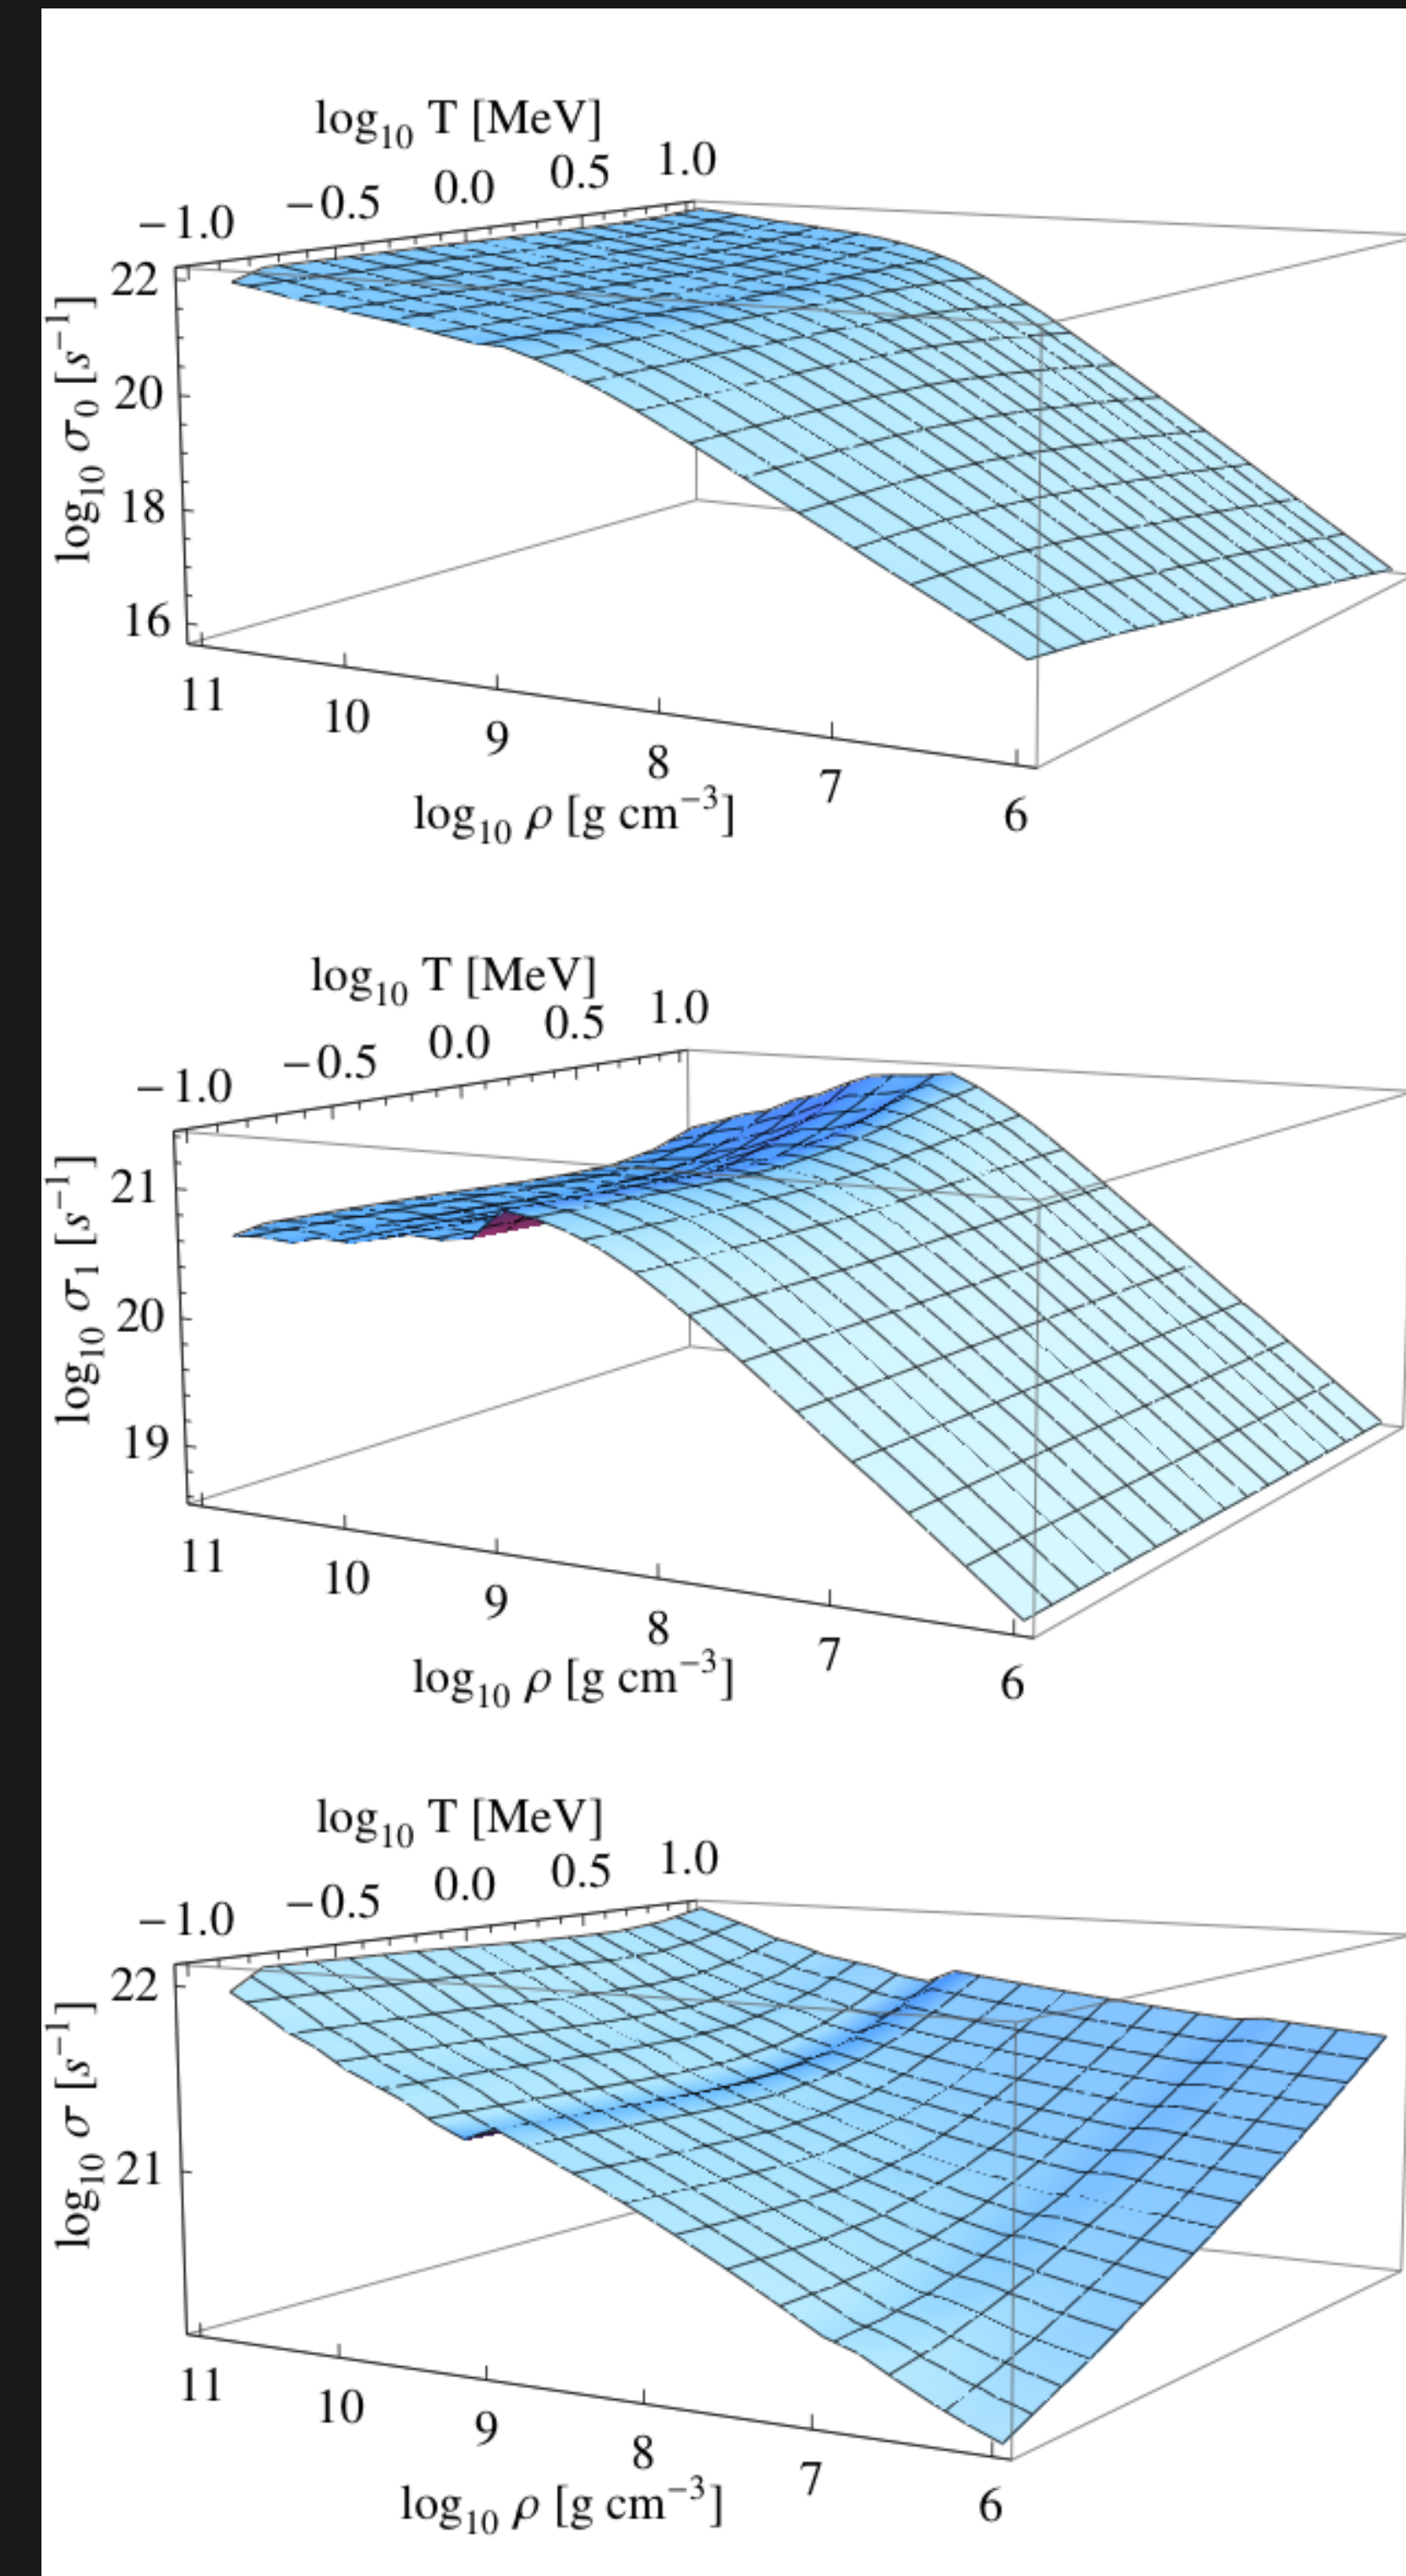 log₁₀ T [MeV]
−1.0 −0.5 0.0 0.5 1.0
22
20
18
16
log₁₀ σ₀ [s⁻¹]
11 10 9 8 7 6
log₁₀ ρ [g cm⁻³]
log₁₀ T [MeV]
−1.0 −0.5 0.0 0.5 1.0
21
20
19
log₁₀ σ₁ [s⁻¹]
11 10 9 8 7 6
log₁₀ ρ [g cm⁻³]
log₁₀ T [MeV]
−1.0 −0.5 0.0 0.5 1.0
22
21
log₁₀ σ [s⁻¹]
11 10 9 8 7 6
log₁₀ ρ [g cm⁻³]